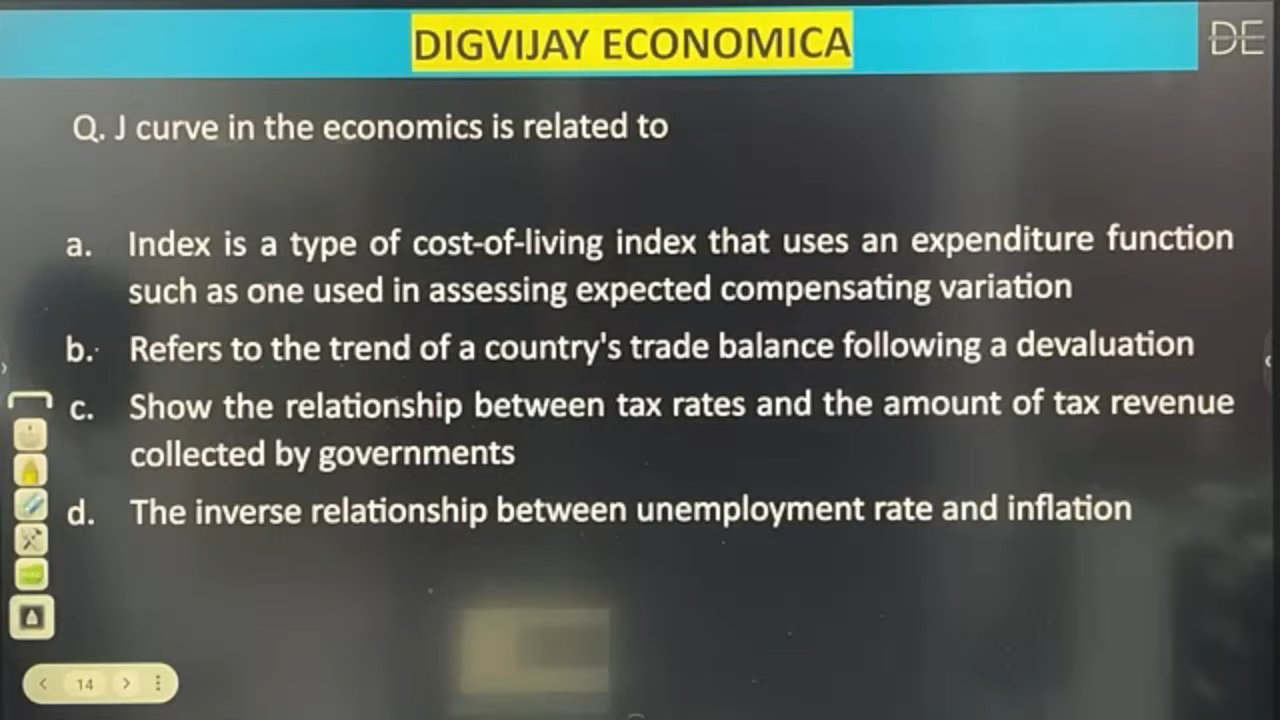 DIGVIJAY ECONOMICA
DE
Q. J curve in the economics is related to
a. Index is a type of cost-of-living index that uses an expenditure function
such as one used in assessing expected compensating variation
b. Refers to the trend of a country's trade balance following a devaluation
c. Show the relationship between tax rates and the amount of tax revenue
collected by governments
d. The inverse relationship between unemployment rate and inflation
14